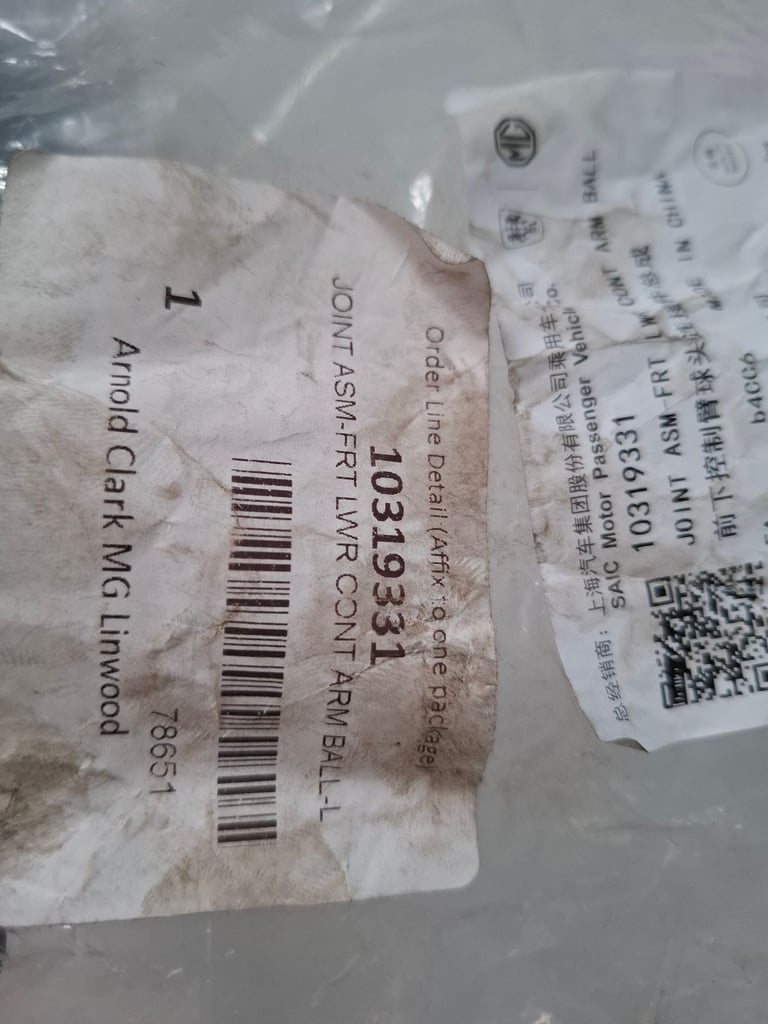 Order Line Detail (Affix to one package)
10319331
JOINT ASM-FRT LWR CONT ARM BALL-L
1
78651
Arnold Clark MG Linwood
MG
总经销商: 上海汽车集团股份有限公司乘用车公司
SAIC Motor Passenger Vehicle Co.
10319331
JOINT ASM-FRT LW CONT ARM BALL
前下控制臂球头 总成
IN CHINA
b4CC6